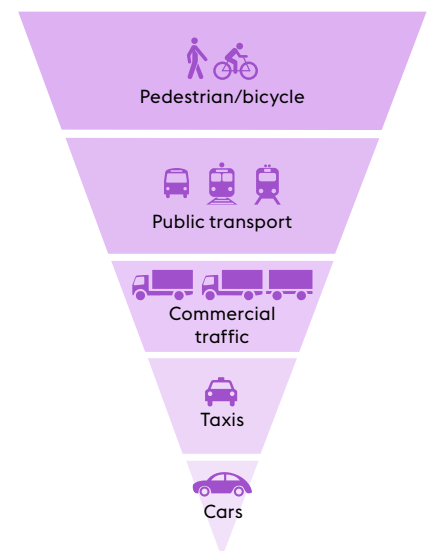 Pedestrian/bicycle
Public transport
Commercial
traffic
Taxis
Cars